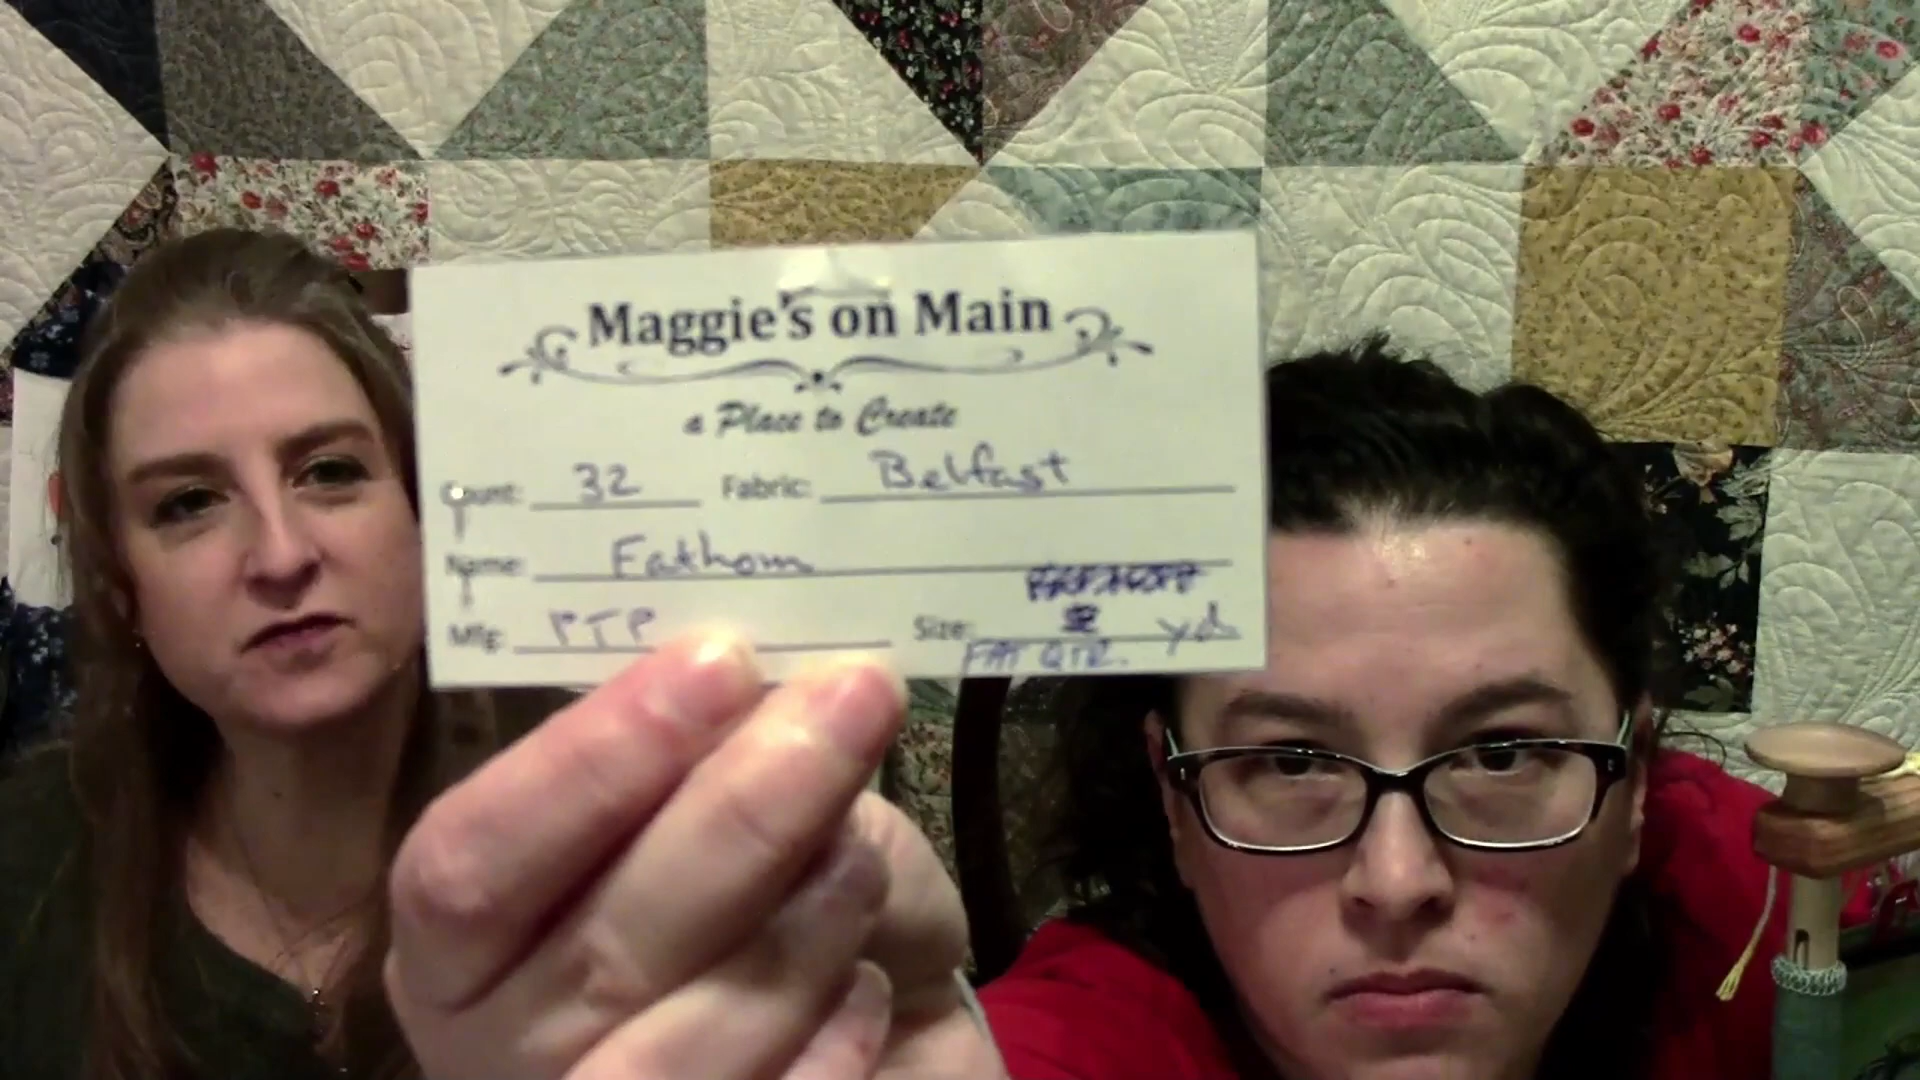 Maggie's on Main
a Place to Create
Count: 32 Fabric: Belfast
Name: Fathom
Mfg: PTP Size: yd
FAT QTR.